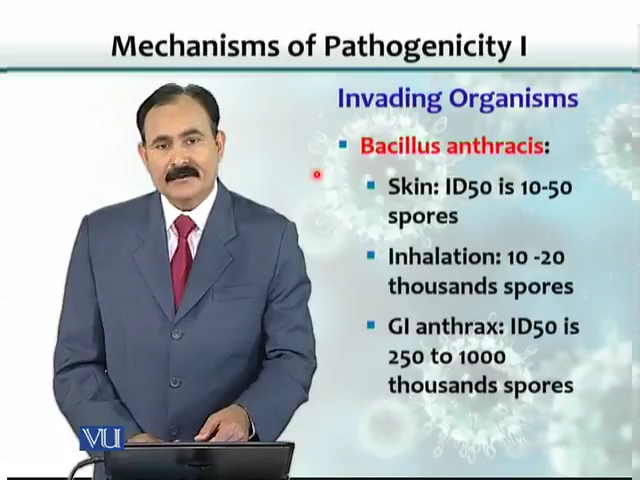 Mechanisms of Pathogenicity I
Invading Organisms
Bacillus anthracis:
Skin: ID50 is 10-50
spores
Inhalation: 10 -20
thousands spores
GI anthrax: ID50 is
250 to 1000
thousands spores
VU